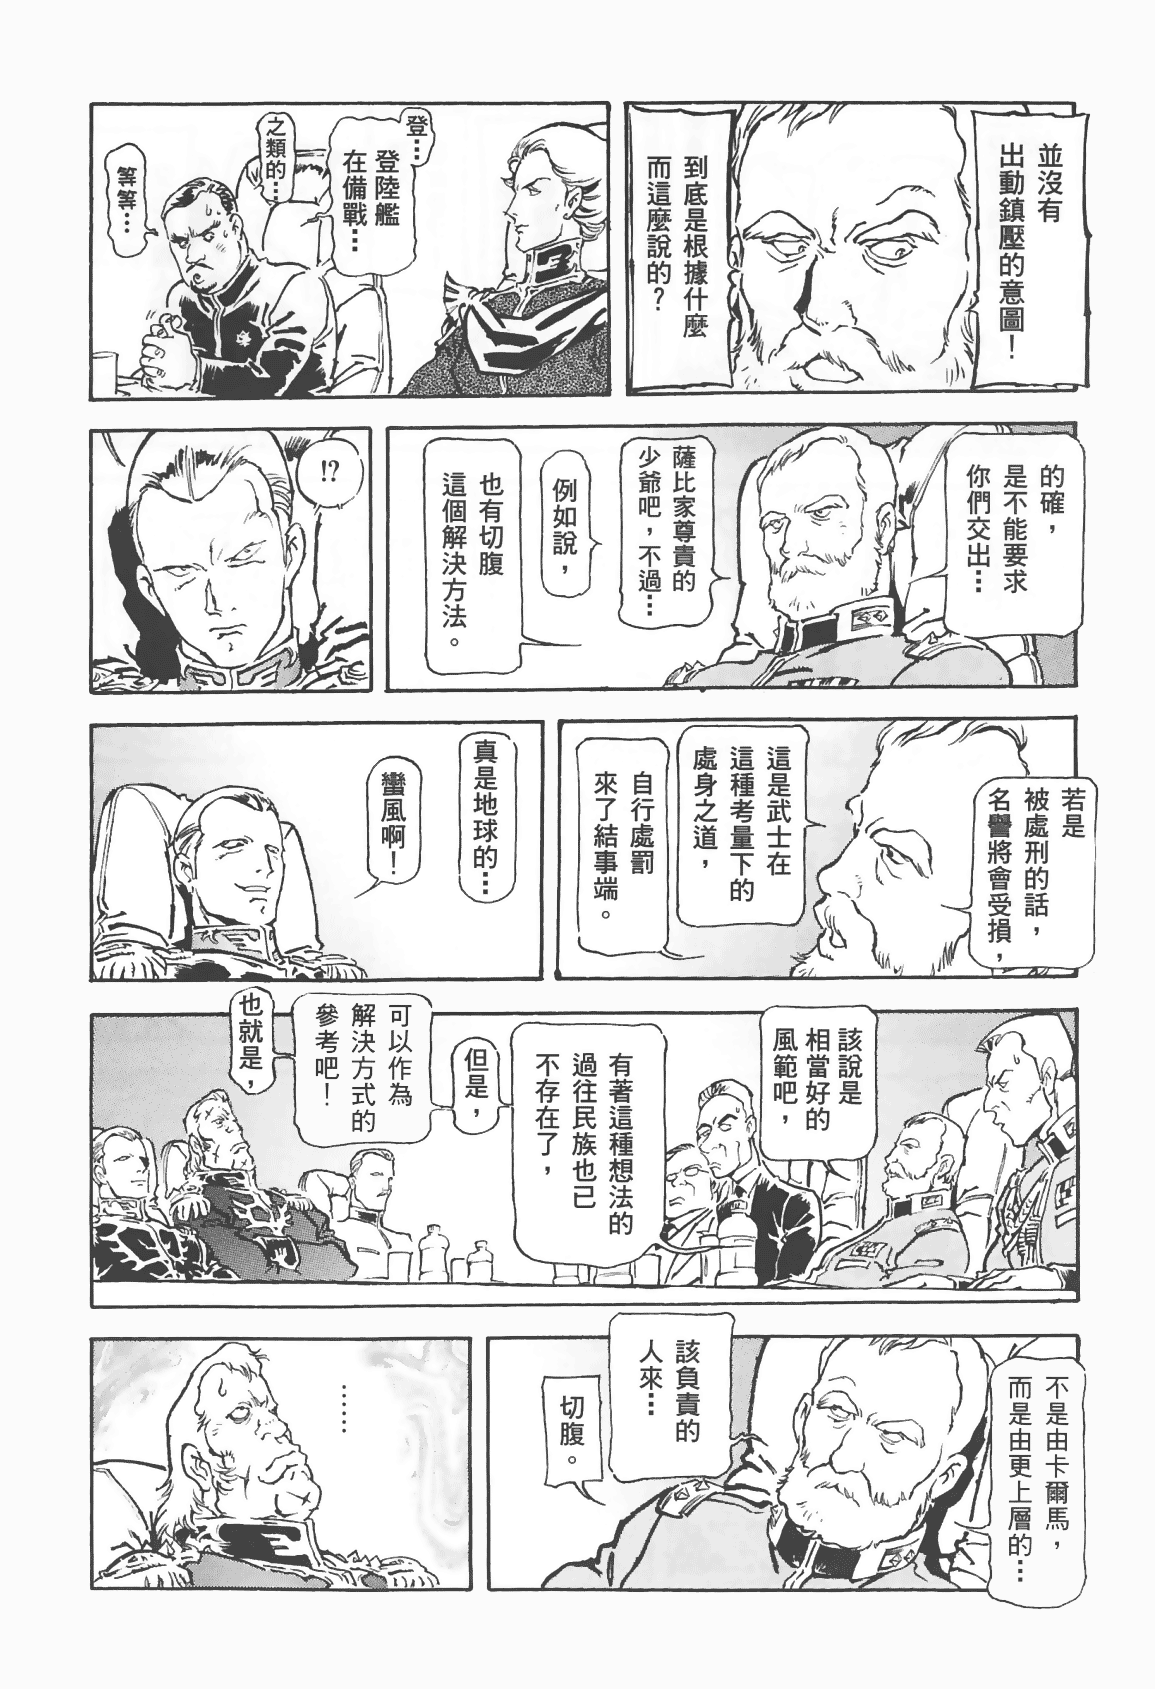 並沒有
出動鎮壓的意圖！
到底是根據什麼
而這麼說的？
登⋯
登陸艦
在備戰⋯
之類的⋯
等等⋯
的確，
是不能要求
你們交出⋯
薩比家尊貴的
少爺吧，不過⋯
例如說，
也有切腹
這個解決方法。
!?
若是
被處刑的話，
名譽將會受損，
這是武士在
這種考量下的
處身之道，
自行處罰
來了結事端。
真是地球的⋯
蠻風啊！
該說是
相當好的
風範吧，
有著這種想法的
過往民族也已
不存在了，
但是，
可以作為
解決方式的
參考吧！
也就是，
不是由卡爾馬，
而是由更上層的⋯
該負責的
人來⋯
切腹。
⋯⋯